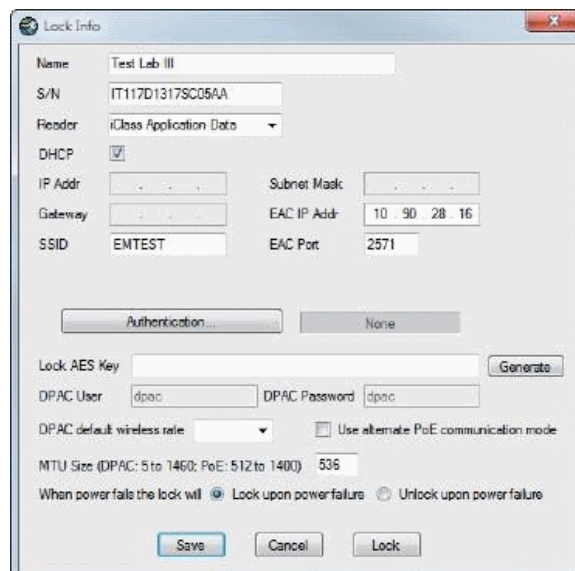 Lock Info
Name Test Lab III
S/N IT117D1317SC05AA
Reader iClass Application Data
DHCP
IP Addr . . . Subnet Mask . . .
Gateway . . . EAC IP Addr 10 . 90 . 28 . 16
SSID EMTEST EAC Port 2571
Authentication... None
Lock AES Key Generate
DPAC User dpac DPAC Password dpac
DPAC default wireless rate Use alternate PoE communication mode
MTU Size (DPAC: 5 to 1460; PoE: 512 to 1400) 536
When power fails the lock will Lock upon power failure Unlock upon power failure
Save Cancel Lock